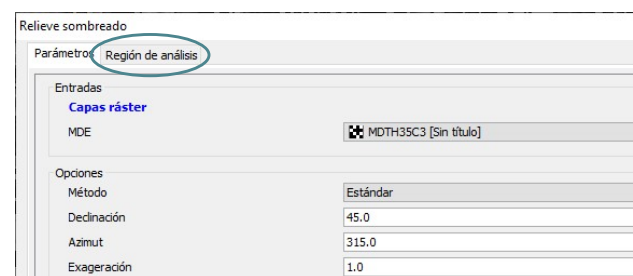 Relieve sombreado
Parámetros Región de análisis
Entradas
Capas ráster
MDE MDTH35C3 [Sin título]
Opciones
Método Estándar
Declinación 45.0
Azimut 315.0
Exageración 1.0